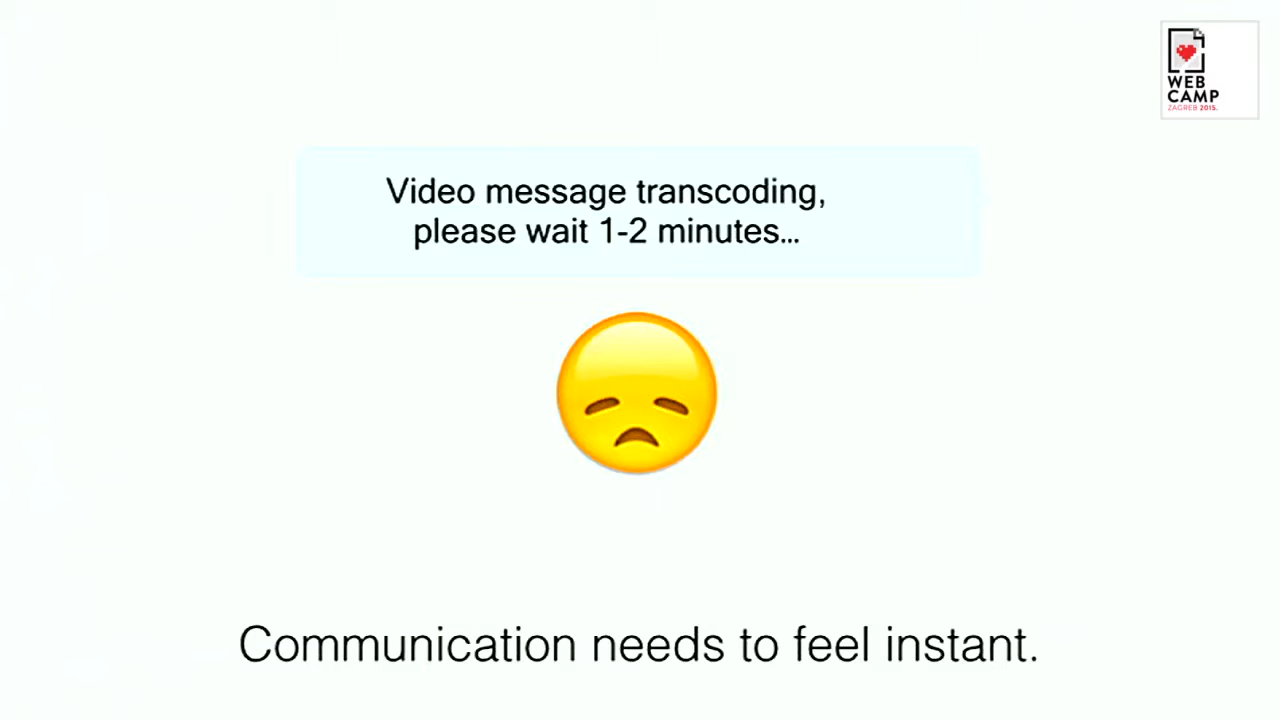 WEB
CAMP
ZAGREB 2015.
Video message transcoding,
please wait 1-2 minutes...
Communication needs to feel instant.